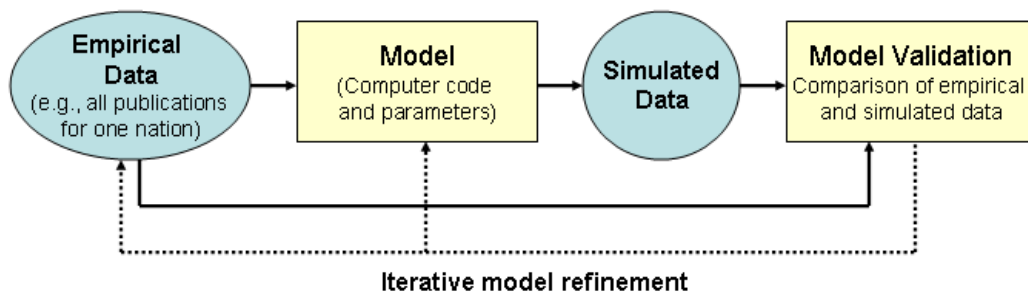 Empirical
Data
(e.g., all publications
for one nation)
Model
(Computer code
and parameters)
Simulated
Data
Model Validation
Comparison of empirical
and simulated data
Iterative model refinement